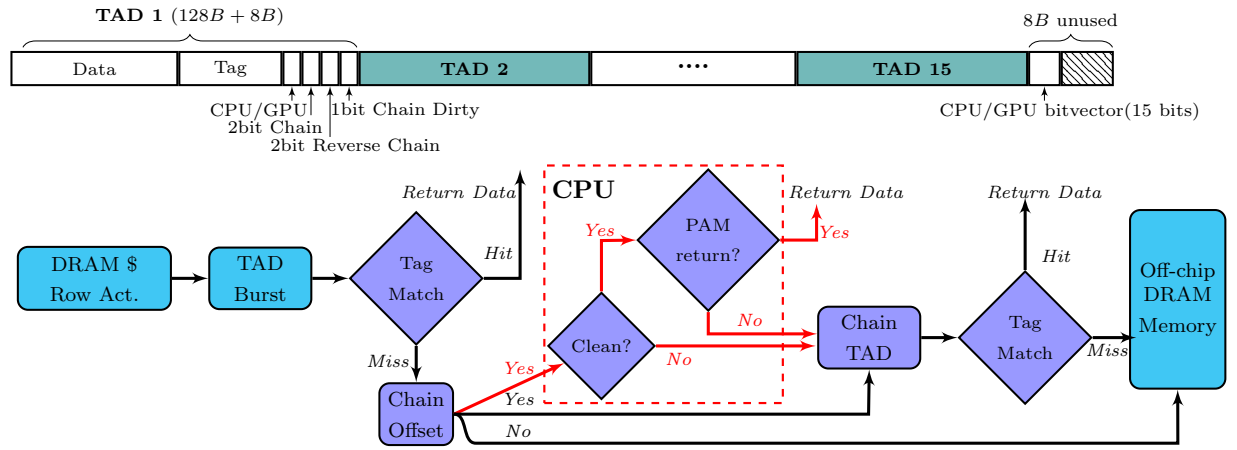 TAD 1 (128B + 8B)
8B unused
Data
Tag
TAD 2
....
TAD 15
CPU/GPU
1bit Chain Dirty
CPU/GPU bitvector(15 bits)
2bit Chain
2bit Reverse Chain
CPU
Return Data
Return Data
Return Data
DRAM $
Row Act.
TAD
Burst
Tag
Match
Hit
Miss
Chain
Offset
Yes
Yes
No
Clean?
Yes
No
PAM
return?
Yes
No
Chain
TAD
Tag
Match
Hit
Miss
Off-chip
DRAM
Memory